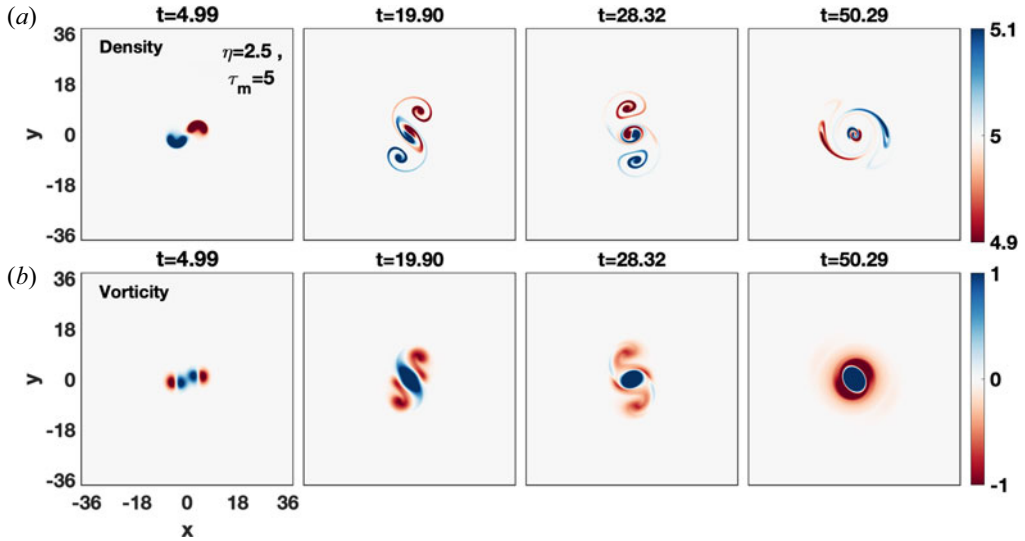 (a) t=4.99 t=19.90 t=28.32 t=50.29
36 5.1
Density η=2.5 ,
τm=5
18
y 0 5
-18
-36 4.9
(b) t=4.99 t=19.90 t=28.32 t=50.29
36 1
Vorticity
18
y 0 0
-18
-36 -1
-36 -18 0 18 36
x